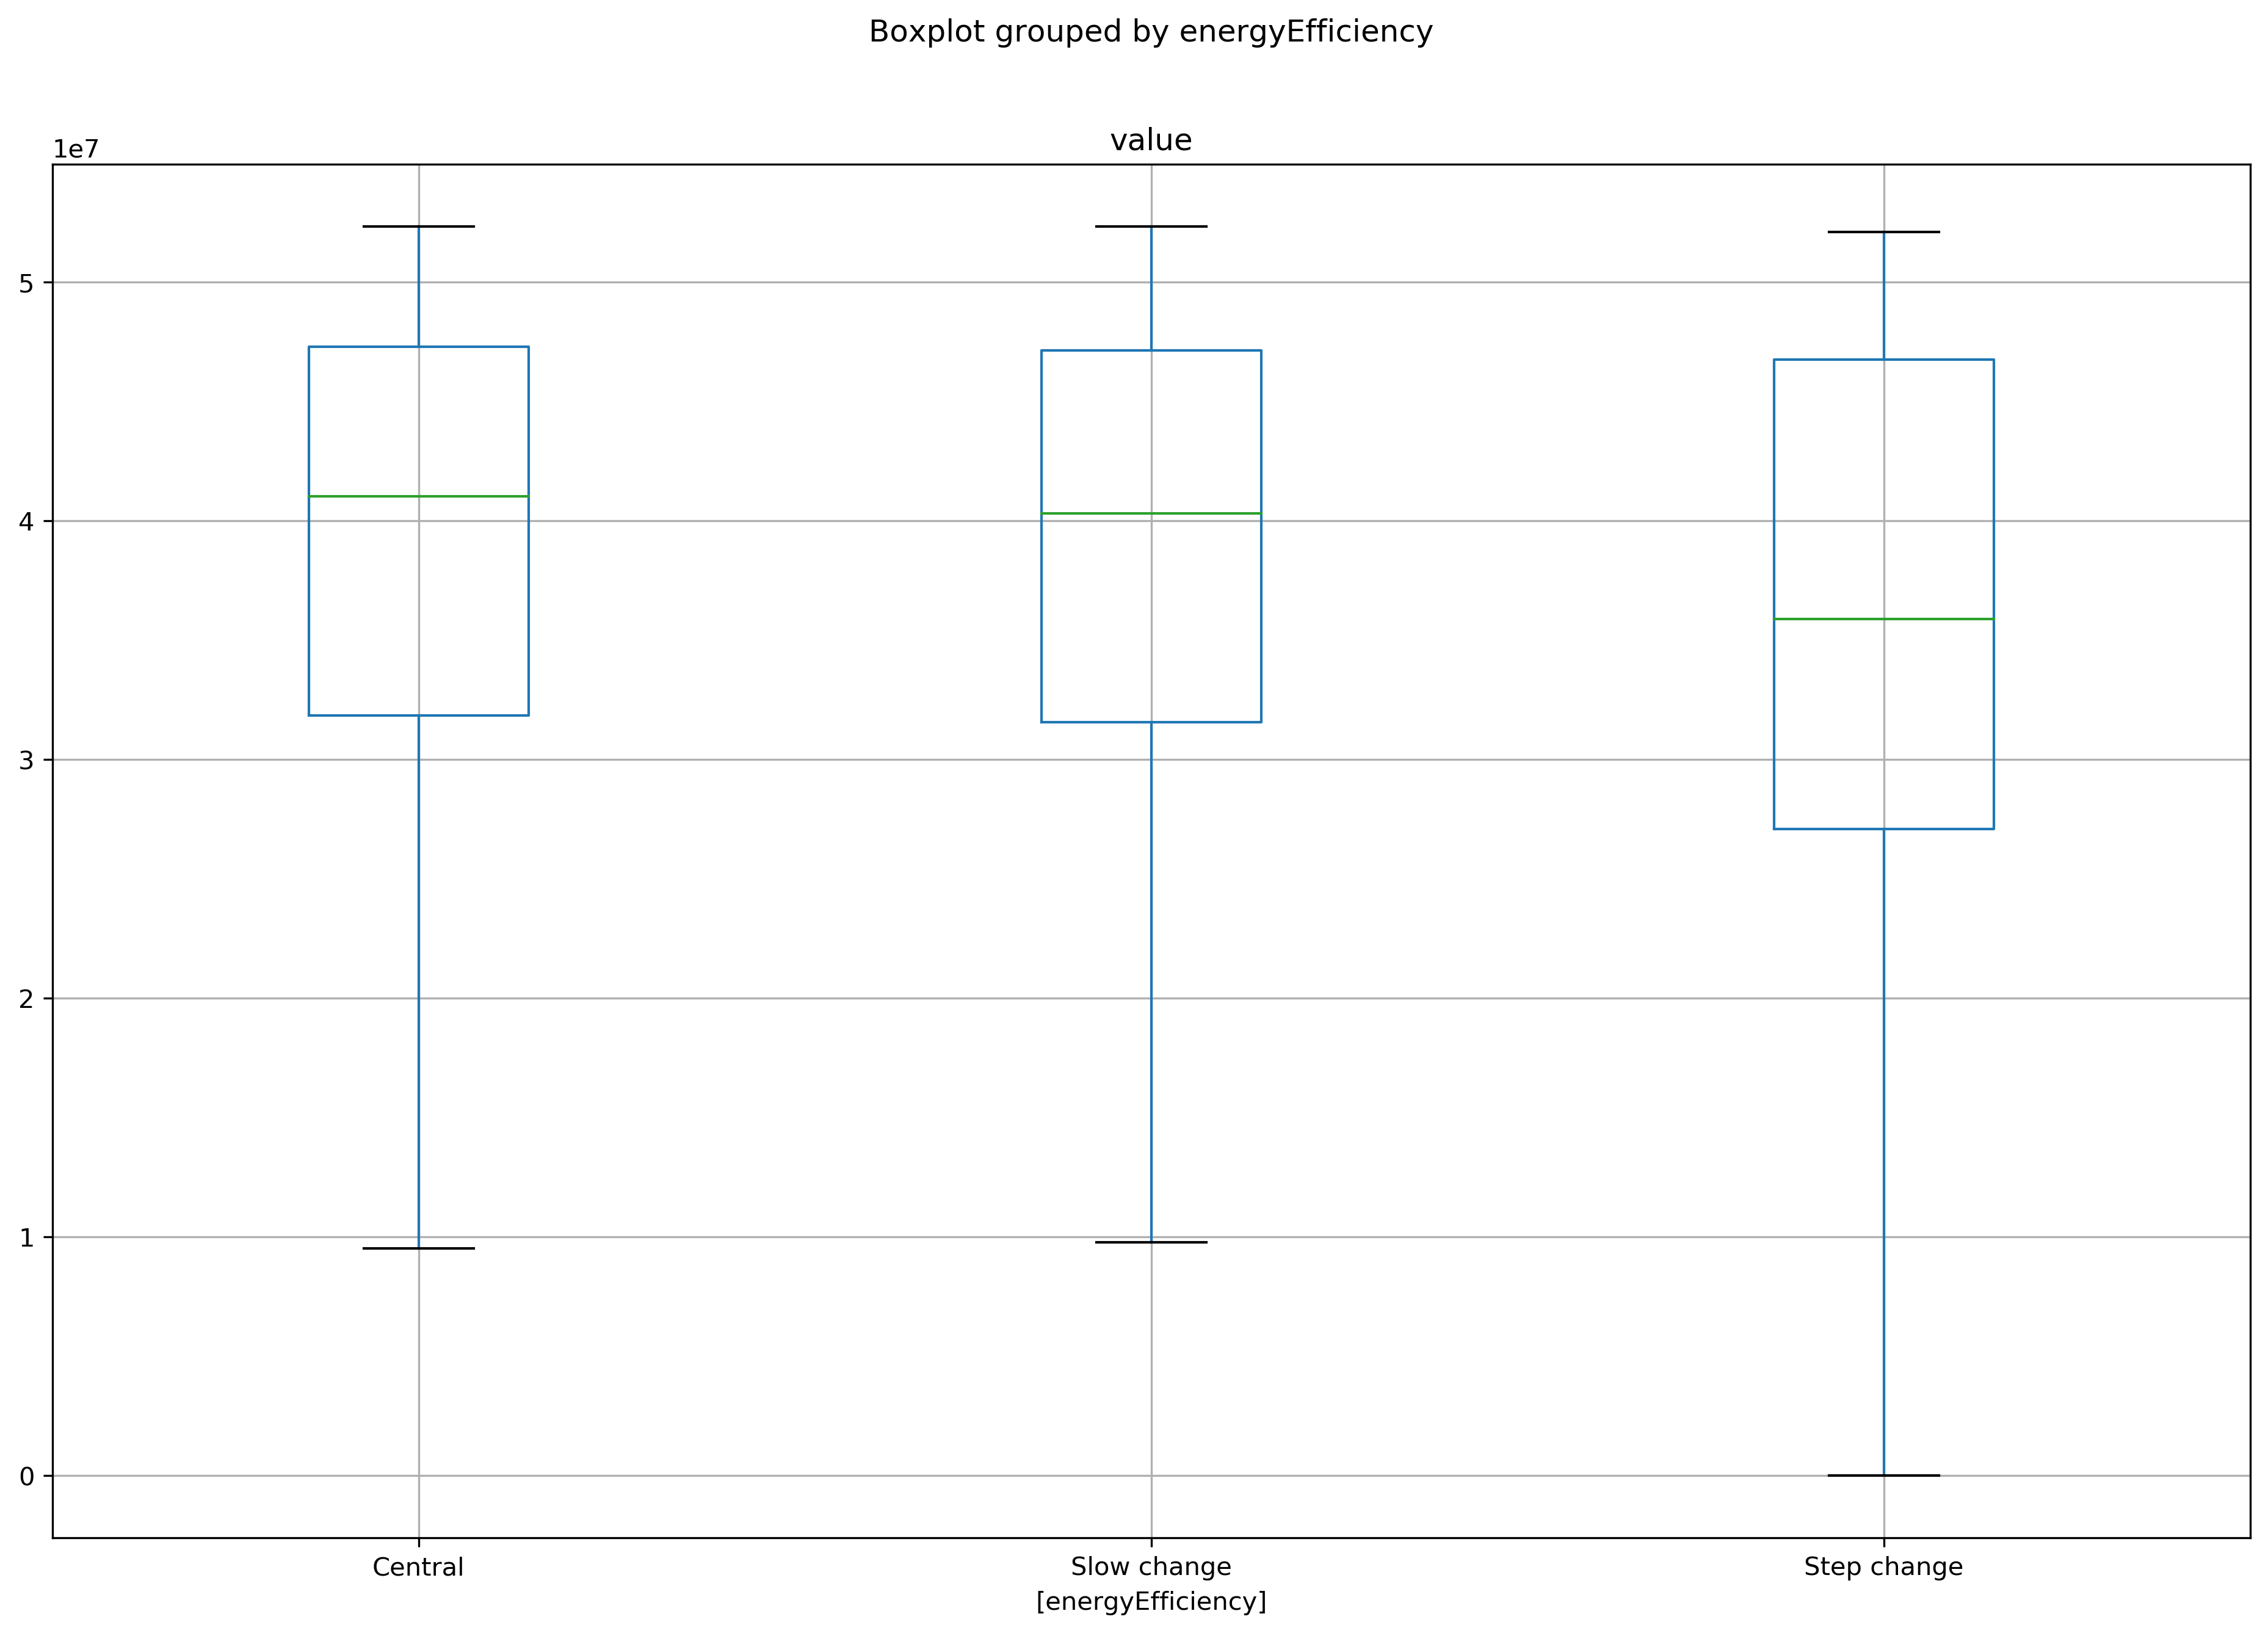 Boxplot grouped by energyEfficiency
value
1e7
5
4
3
2
1
0
Central
Slow change
Step change
[energyEfficiency]